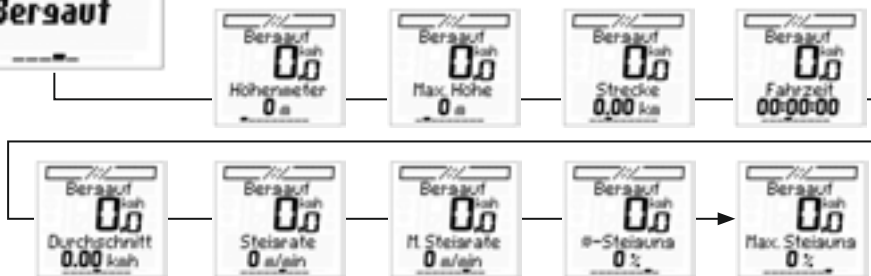 Bergauf
Bergauf
0,0 kmh
Höhenmeter
0 m
Bergauf
0,0 kmh
Max. Höhe
0 m
Bergauf
0,0 kmh
Strecke
0.00 km
Bergauf
0,0 kmh
Fahrzeit
00:00:00
Bergauf
0,0 kmh
Durchschnitt
0.00 kmh
Bergauf
0,0 kmh
Steigrate
0 m/min
Bergauf
0,0 kmh
M. Steigrate
0 m/min
Bergauf
0,0 kmh
Ø-Steigung
0 %
Bergauf
0,0 kmh
Max. Steigung
0 %